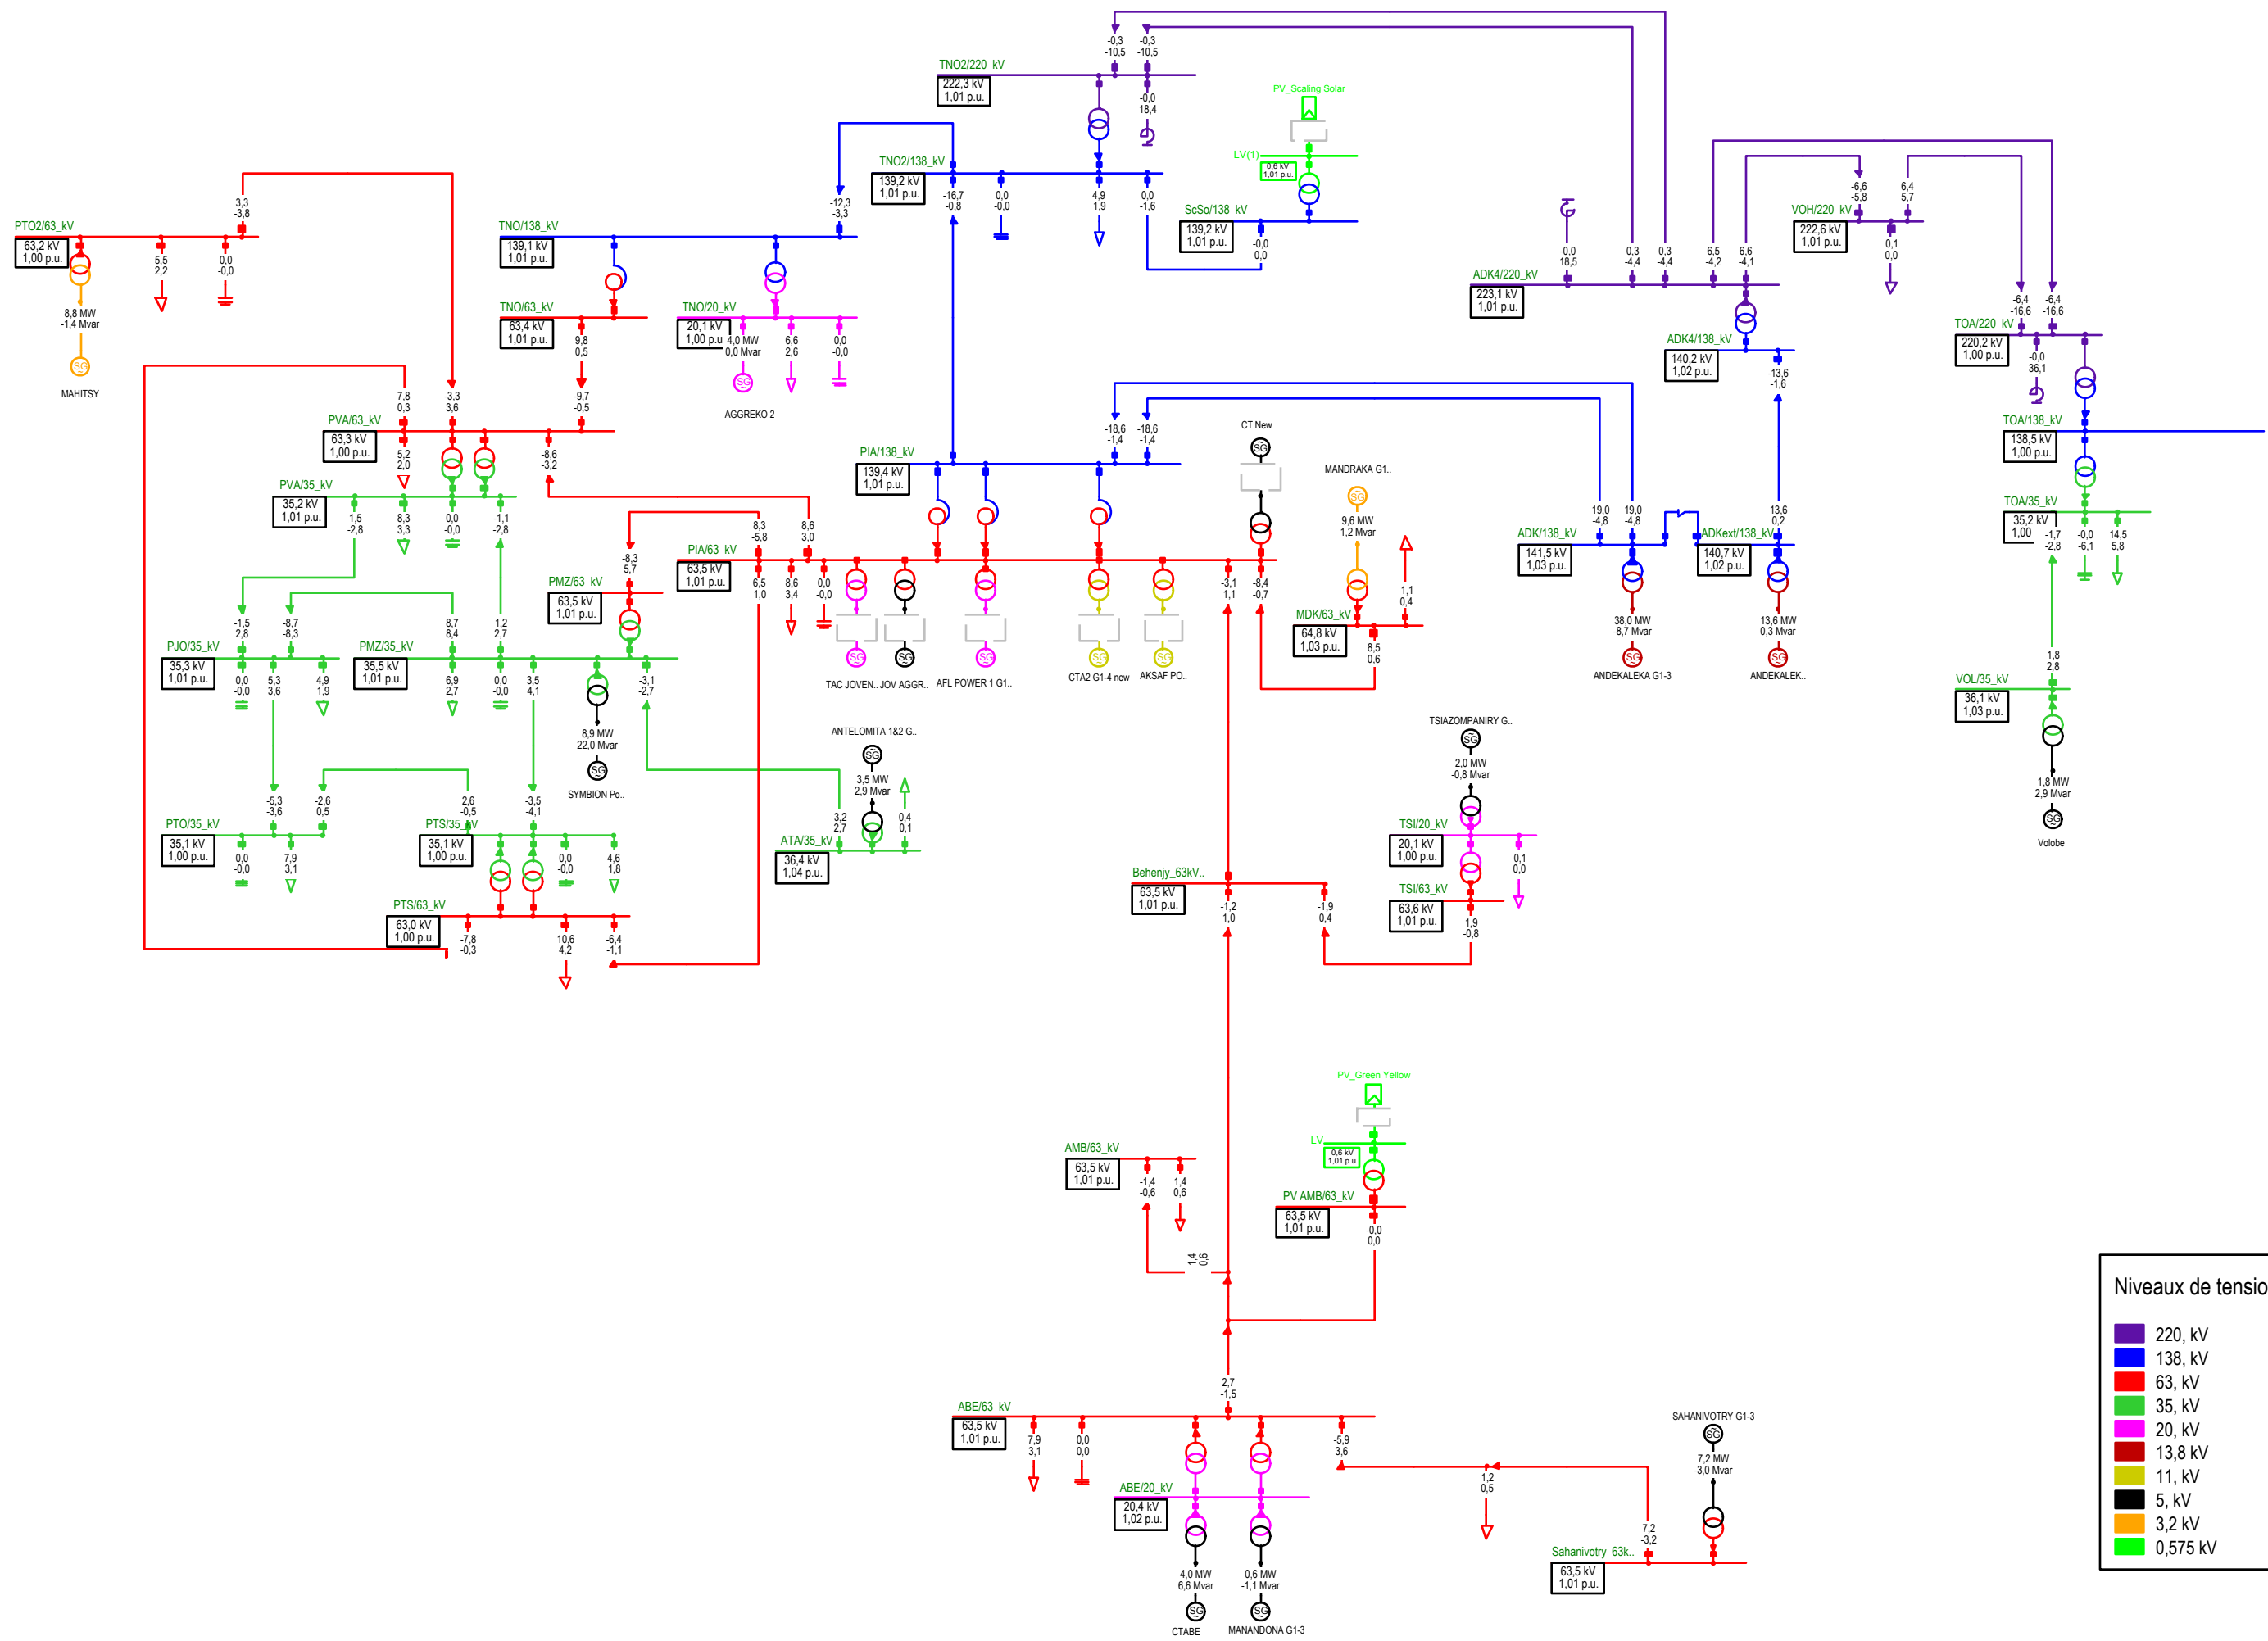 -0,3
-10,5
-0,3
-10,5
TNO2/220_kV
222,3 kV
1,01 p.u.
-0,0
18,4
PV_Scaling Solar
LV(1)
0,6 kV
1,01 p.u.
TNO2/138_kV
139,2 kV
1,01 p.u.
-16,7
-0,8
0,0
-0,0
4,9
1,9
0,0
-1,6
ScSo/138_kV
139,2 kV
1,01 p.u.
-0,0
0,0
-12,3
-3,3
3,3
-3,8
PTO2/63_kV
63,2 kV
1,00 p.u.
5,5
2,2
0,0
-0,0
8,8 MW
-1,4 Mvar
SG
MAHITSY
TNO/138_kV
139,1 kV
1,01 p.u.
TNO/63_kV
63,4 kV
1,01 p.u.
9,8
0,5
TNO/20_kV
20,1 kV
1,00 p.u
4,0 MW
0,0 Mvar
6,6
2,6
0,0
-0,0
SG
AGGREKO 2
-0,0
18,5
0,3
-4,4
0,3
-4,4
6,5
-4,2
6,6
-4,1
ADK4/220_kV
223,1 kV
1,01 p.u.
-6,6
-5,8
6,4
5,7
VOH/220_kV
222,6 kV
1,01 p.u.
0,1
0,0
ADK4/138_kV
140,2 kV
1,02 p.u.
-13,6
-1,6
-6,4
-16,6
-6,4
-16,6
TOA/220_kV
220,2 kV
1,00 p.u.
-0,0
36,1
TOA/138_kV
138,5 kV
1,00 p.u.
TOA/35_kV
35,2 kV
1,00
-1,7
-2,8
-0,0
-6,1
14,5
5,8
7,8
0,3
-3,3
3,6
-9,7
-0,5
PVA/63_kV
63,3 kV
1,00 p.u.
5,2
2,0
-8,6
-3,2
PVA/35_kV
35,2 kV
1,01 p.u.
1,5
-2,8
8,3
3,3
0,0
-0,0
-1,1
-2,8
-18,6
-1,4
-18,6
-1,4
PIA/138_kV
139,4 kV
1,01 p.u.
CT New
SG
MANDRAKA G1..
SG
9,6 MW
1,2 Mvar
8,3
-5,8
8,6
3,0
PIA/63_kV
63,5 kV
1,01 p.u.
6,5
1,0
8,6
3,4
0,0
-0,0
-3,1
1,1
-8,4
-0,7
1,1
0,4
MDK/63_kV
64,8 kV
1,03 p.u.
8,5
0,6
SG
SG
SG
SG
SG
TAC JOVEN..
JOV AGGR..
AFL POWER 1 G1..
CTA2 G1-4 new
AKSAF PO..
19,0
-4,8
19,0
-4,8
13,6
0,2
ADK/138_kV
141,5 kV
1,03 p.u.
ADKext/138_kV
140,7 kV
1,02 p.u.
38,0 MW
-8,7 Mvar
SG
ANDEKALEKA G1-3
13,6 MW
0,3 Mvar
SG
ANDEKALEK..
-8,3
5,7
PMZ/63_kV
63,5 kV
1,01 p.u.
-1,5
2,8
-8,7
-8,3
8,7
8,4
1,2
2,7
PJO/35_kV
35,3 kV
1,01 p.u.
0,0
-0,0
5,3
3,6
4,9
1,9
PMZ/35_kV
35,5 kV
1,01 p.u.
6,9
2,7
0,0
-0,0
3,5
4,1
-3,1
-2,7
8,9 MW
22,0 Mvar
SG
SYMBION Po..
1,8
2,8
VOL/35_kV
36,1 kV
1,03 p.u.
1,8 MW
2,9 Mvar
SG
Volobe
ANTELOMITA 1&2 G..
SG
3,5 MW
2,9 Mvar
3,2
2,7
0,4
0,1
ATA/35_kV
36,4 kV
1,04 p.u.
TSIAZOMPANIRY G..
SG
2,0 MW
-0,8 Mvar
TSI/20_kV
20,1 kV
1,00 p.u.
0,1
0,0
TSI/63_kV
63,6 kV
1,01 p.u.
1,9
-0,8
-5,3
-3,6
-2,6
0,5
2,6
-0,5
-3,5
-4,1
PTO/35_kV
35,1 kV
1,00 p.u.
0,0
-0,0
7,9
3,1
PTS/35_kV
35,1 kV
1,00 p.u.
0,0
-0,0
4,6
1,8
PTS/63_kV
63,0 kV
1,00 p.u.
-7,8
-0,3
10,6
4,2
-6,4
-1,1
Behenjy_63kV..
63,5 kV
1,01 p.u.
-1,2
1,0
-1,9
0,4
PV_Green Yellow
LV
0,6 kV
1,01 p.u.
AMB/63_kV
63,5 kV
1,01 p.u.
-1,4
-0,6
1,4
0,6
PV AMB/63_kV
63,5 kV
1,01 p.u.
-0,0
0,0
1,4
0,6
2,7
-1,5
ABE/63_kV
63,5 kV
1,01 p.u.
7,9
3,1
0,0
0,0
-5,9
3,6
ABE/20_kV
20,4 kV
1,02 p.u.
4,0 MW
6,6 Mvar
SG
CTABE
0,6 MW
-1,1 Mvar
SG
MANANDONA G1-3
1,2
0,5
SAHANIVOTRY G1-3
SG
7,2 MW
-3,0 Mvar
7,2
-3,2
Sahanivotry_63k..
63,5 kV
1,01 p.u.
Niveaux de tensio
220, kV
138, kV
63, kV
35, kV
20, kV
13,8 kV
11, kV
5, kV
3,2 kV
0,575 kV